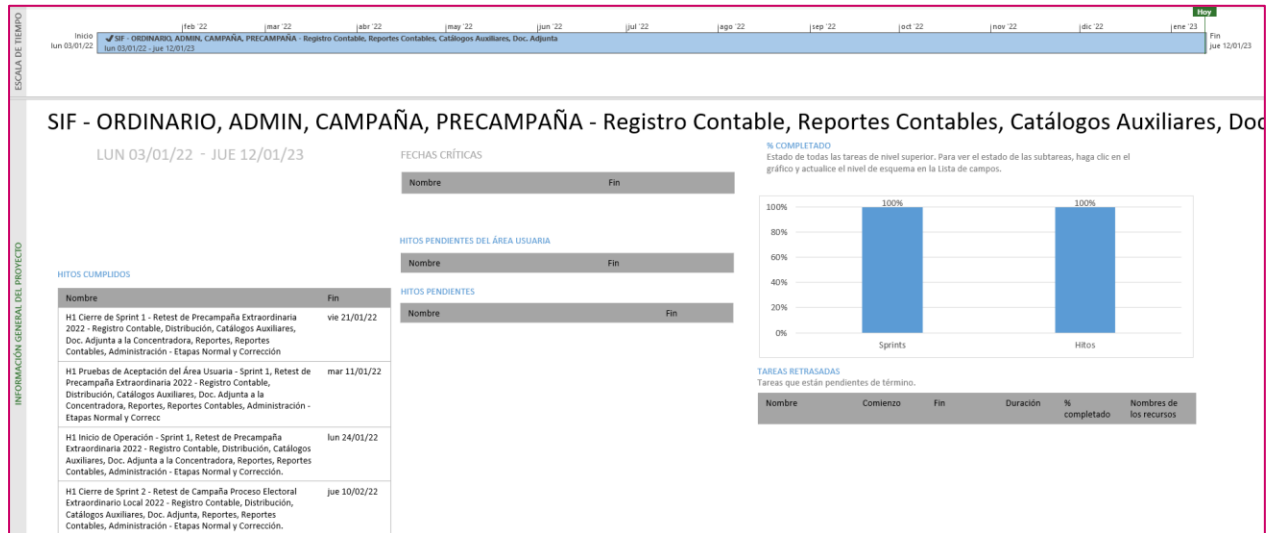 Hoy
feb '22 mar '22 abr '22 may '22 jun '22 jul '22 ago '22 sep '22 oct '22 nov '22 dic '22 ene '23
ESCALA DE TIEMPO
Inicio
lun 03/01/22
SIF - ORDINARIO, ADMIN, CAMPAÑA, PRECAMPAÑA - Registro Contable, Reportes Contables, Catálogos Auxiliares, Doc. Adjunta
lun 03/01/22 - jue 12/01/23
Fin
jue 12/01/23
INFORMACIÓN GENERAL DEL PROYECTO
SIF - ORDINARIO, ADMIN, CAMPAÑA, PRECAMPAÑA - Registro Contable, Reportes Contables, Catálogos Auxiliares, Doc
LUN 03/01/22 - JUE 12/01/23
HITOS CUMPLIDOS
Nombre Fin
H1 Cierre de Sprint 1 - Retest de Precampaña Extraordinaria vie 21/01/22
2022 - Registro Contable, Distribución, Catálogos Auxiliares,
Doc. Adjunta a la Concentradora, Reportes, Reportes
Contables, Administración - Etapas Normal y Corrección
H1 Pruebas de Aceptación del Área Usuaria - Sprint 1, Retest de mar 11/01/22
Precampaña Extraordinaria 2022 - Registro Contable,
Distribución, Catálogos Auxiliares, Doc. Adjunta a la
Concentradora, Reportes, Reportes Contables, Administración -
Etapas Normal y Correcc
H1 Inicio de Operación - Sprint 1, Retest de Precampaña lun 24/01/22
Extraordinaria 2022 - Registro Contable, Distribución, Catálogos
Auxiliares, Doc. Adjunta a la Concentradora, Reportes, Reportes
Contables, Administración - Etapas Normal y Corrección.
H1 Cierre de Sprint 2 - Retest de Campaña Proceso Electoral jue 10/02/22
Extraordinario Local 2022 - Registro Contable, Distribución,
Catálogos Auxiliares, Doc. Adjunta, Reportes, Reportes
Contables, Administración - Etapas Normal y Corrección.
FECHAS CRÍTICAS
Nombre Fin
HITOS PENDIENTES DEL ÁREA USUARIA
Nombre Fin
HITOS PENDIENTES
Nombre Fin
% COMPLETADO
Estado de todas las tareas de nivel superior. Para ver el estado de las subtareas, haga clic en el
gráfico y actualice el nivel de esquema en la Lista de campos.
100% 100% 100%
80%
60%
40%
20%
0%
Sprints Hitos
TAREAS RETRASADAS
Tareas que están pendientes de término.
Nombre Comienzo Fin Duración % Nombres de
completado los recursos